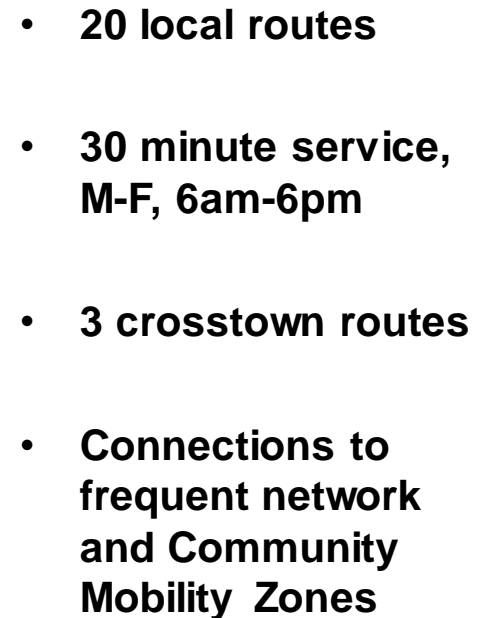 • 20 local routes
• 30 minute service,
M-F, 6am-6pm
• 3 crosstown routes
• Connections to
frequent network
and Community
Mobility Zones